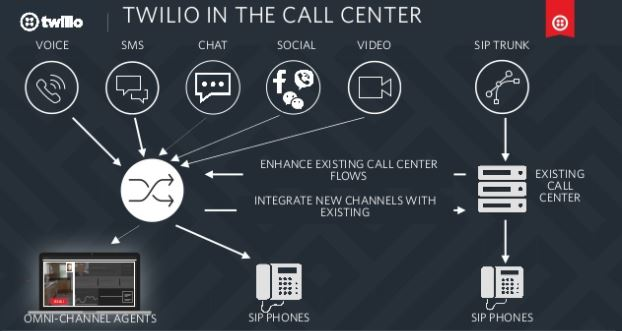 twilio
TWILIO IN THE CALL CENTER
VOICE
SMS
CHAT
SOCIAL
VIDEO
SIP TRUNK
ENHANCE EXISTING CALL CENTER
FLOWS
INTEGRATE NEW CHANNELS WITH
EXISTING
EXISTING
CALL
CENTER
OMNI-CHANNEL AGENTS
SIP PHONES
SIP PHONES